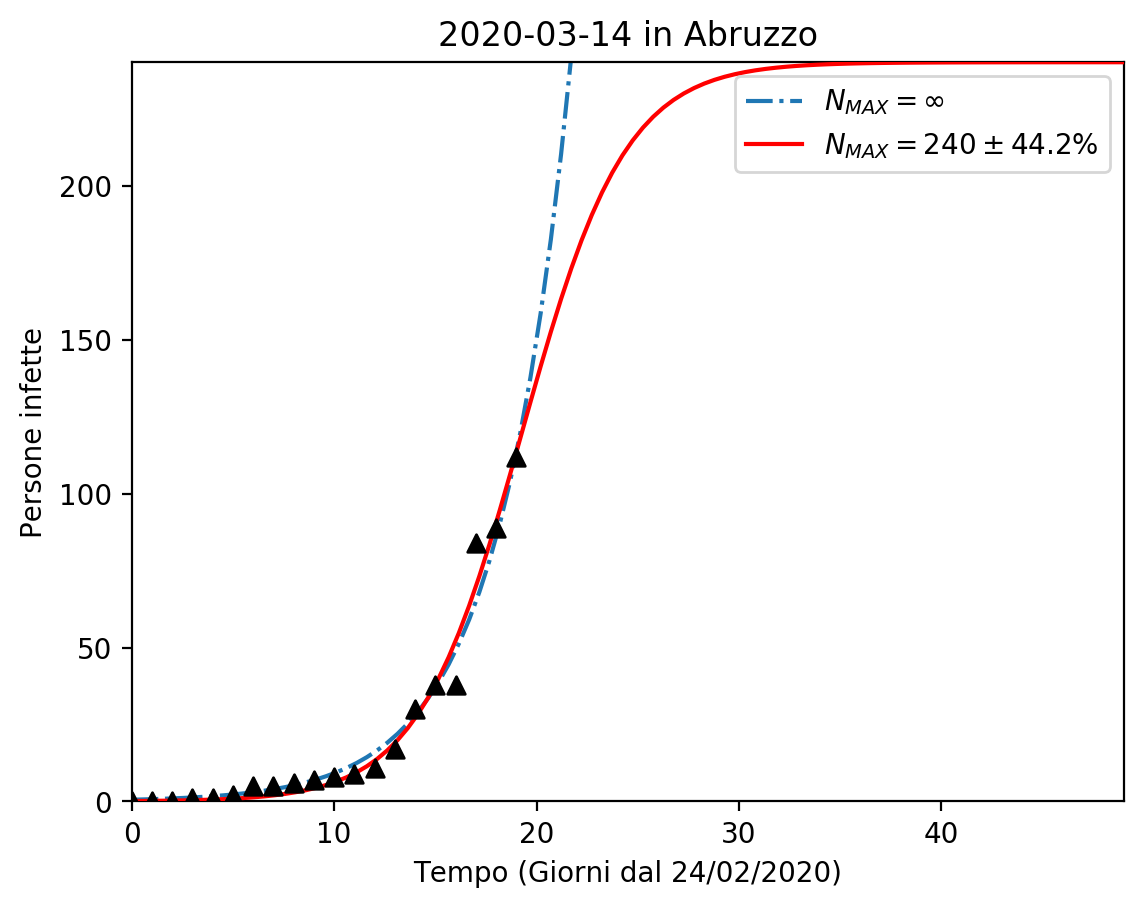 2020-03-14 in Abruzzo
N_MAX = ∞
N_MAX = 240 ± 44.2%
Persone infette
200
150
100
50
0
0 10 20 30 40
Tempo (Giorni dal 24/02/2020)